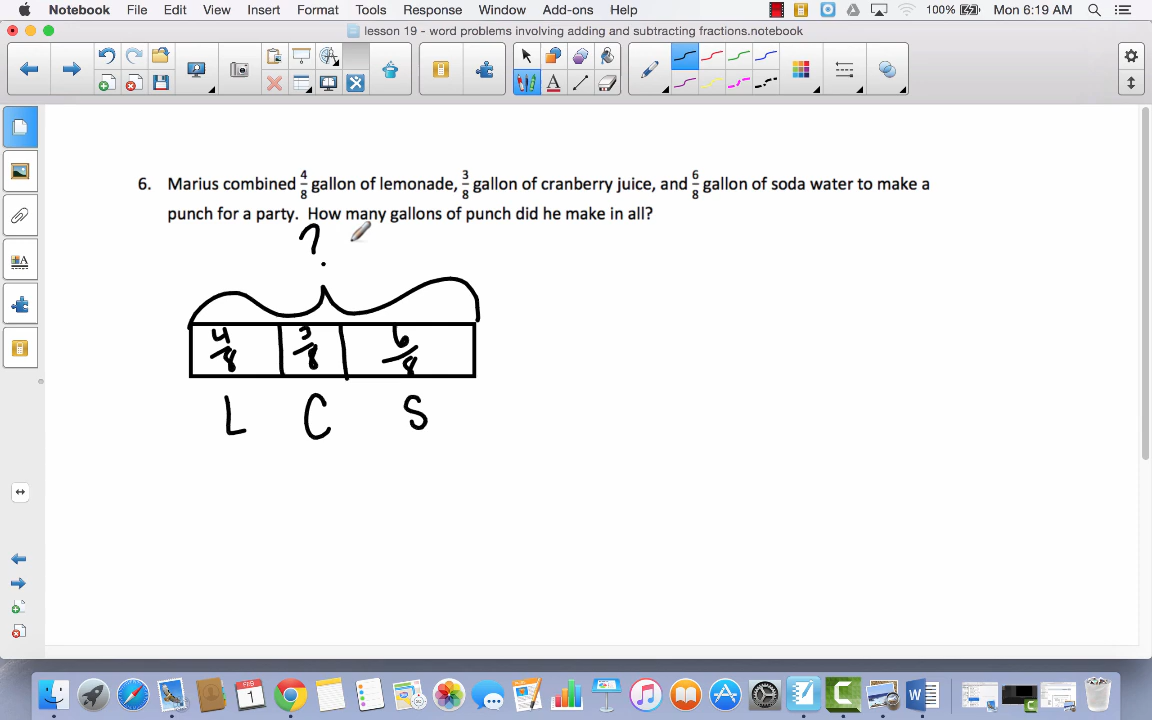 Notebook File Edit View Insert Format Tools Response Window Add-ons Help 100% Mon 6:19 AM
lesson 19 - word problems involving adding and subtracting fractions.notebook
6. Marius combined 4/8 gallon of lemonade, 3/8 gallon of cranberry juice, and 6/8 gallon of soda water to make a
punch for a party. How many gallons of punch did he make in all?
?
4/8 3/8 6/8
L C S